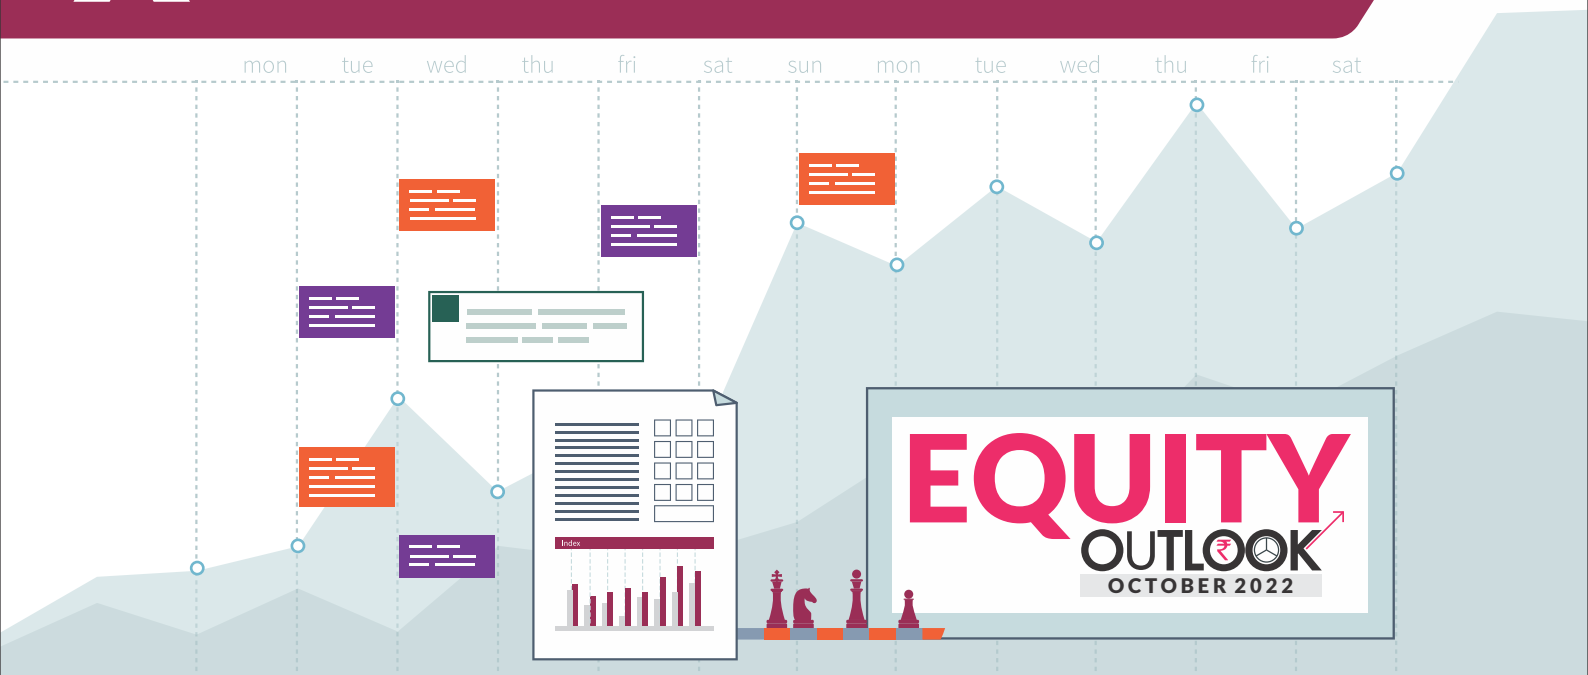 mon tue wed thu fri sat sun mon tue wed thu fri sat
Index
EQUITY
OUTLOOK
OCTOBER 2022